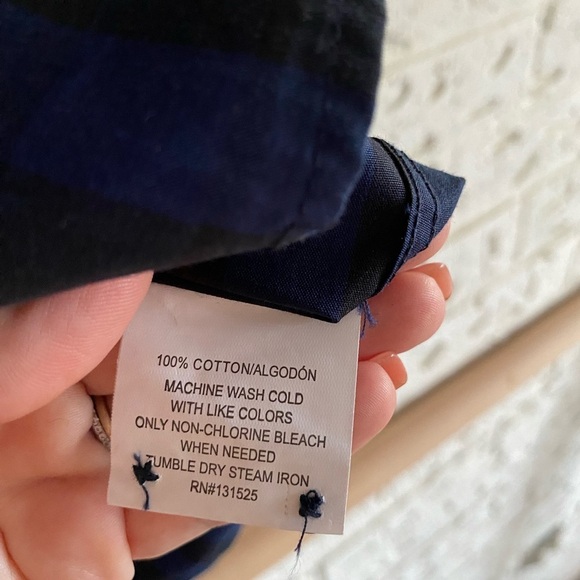 100% COTTON/ALGODÓN
MACHINE WASH COLD
WITH LIKE COLORS
ONLY NON-CHLORINE BLEACH
WHEN NEEDED
TUMBLE DRY STEAM IRON
RN#131525